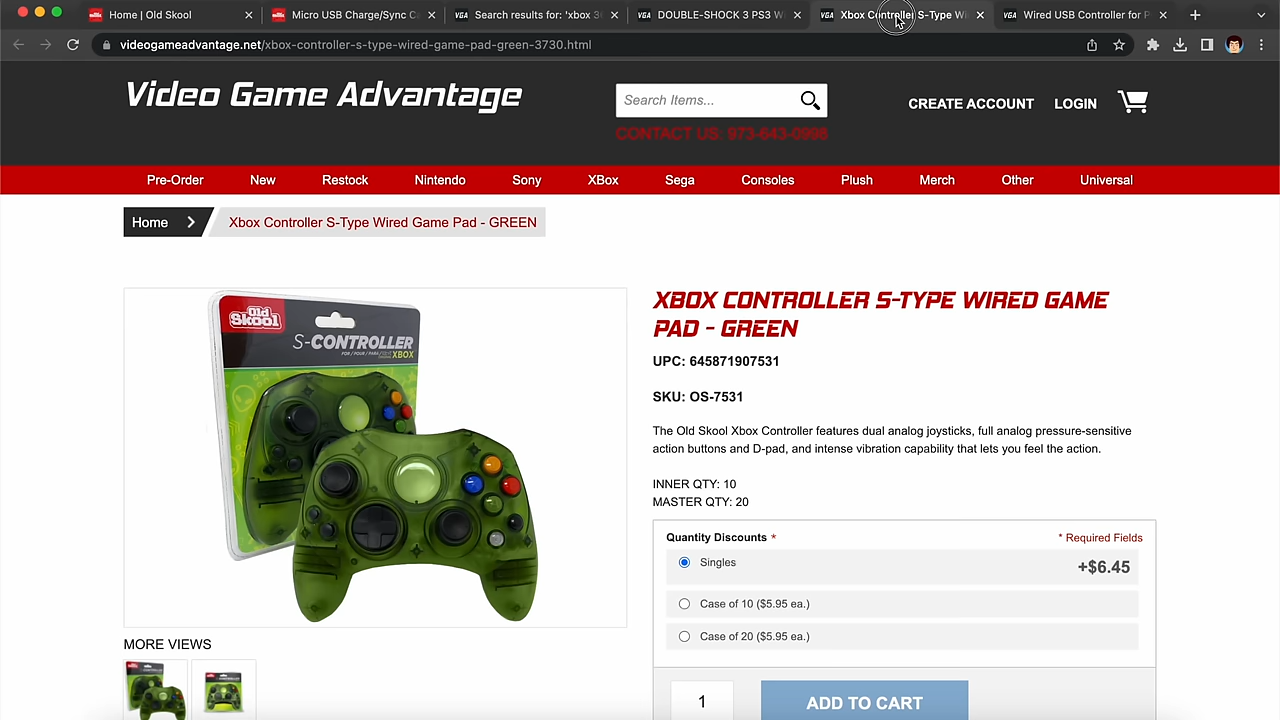 Home | Old Skool
Micro USB Charge/Sync C
Search results for: 'xbox 3
DOUBLE-SHOCK 3 PS3 W
Xbox Controller S-Type Wi
Wired USB Controller for P
videogameadvantage.net/xbox-controller-s-type-wired-game-pad-green-3730.html
Video Game Advantage
Search Items...
CREATE ACCOUNT
LOGIN
CONTACT US: 973-643-0998
Pre-Order
New
Restock
Nintendo
Sony
XBox
Sega
Consoles
Plush
Merch
Other
Universal
Home
Xbox Controller S-Type Wired Game Pad - GREEN
Old Skool
S-CONTROLLER
XBOX
XBOX CONTROLLER S-TYPE WIRED GAME
PAD - GREEN
UPC: 645871907531
SKU: OS-7531
The Old Skool Xbox Controller features dual analog joysticks, full analog pressure-sensitive
action buttons and D-pad, and intense vibration capability that lets you feel the action.
INNER QTY: 10
MASTER QTY: 20
Quantity Discounts *
* Required Fields
Singles
+$6.45
Case of 10 ($5.95 ea.)
Case of 20 ($5.95 ea.)
MORE VIEWS
1
ADD TO CART